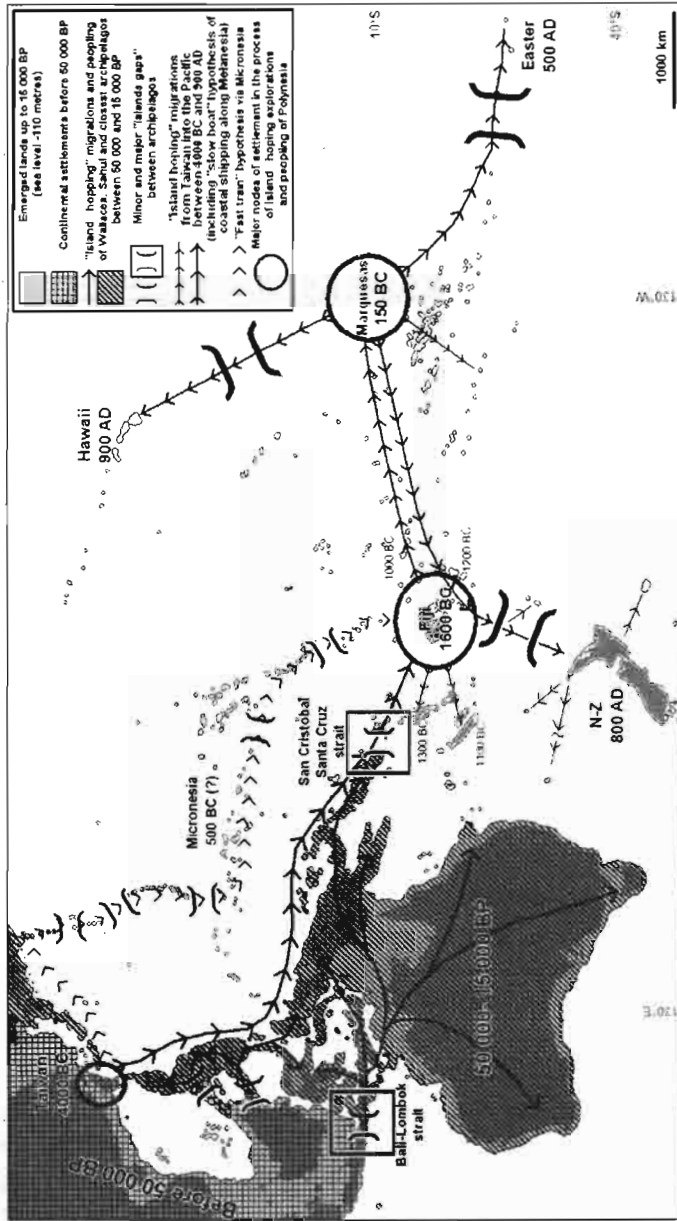 Emerged lands up to 15 000 BP
(see level -110 metres)
Continental settlements before 50 000 BP
"Island hopping" migrations and peopling
of Wallacea, Sahul and closest archipelagos
between 50 000 and 15 000 BP
Minor and major "islands gaps"
between archipelagos
"Island hoping" migrations
from Taiwan into the Pacific
between 4000 BC and 900 AD
(including "slow boat" hypothesis of
coastal shipping along Melanesia)
"Fast train" hypothesis via Micronesia
Major nodes of settlement in the process
of island hoping explorations
and peopling of Polynesia
Taiwan
4000 BC
Before 50 000 BP
Micronesia
500 BC (?)
Hawaii
900 AD
San Cristóbal
Santa Cruz
strait
Bali-Lombok
strait
50 000 - 15 000 BP
Fiji
1600 BC
1000 BC
1200 BC
1300 BC
1100 BC
Marquesas
150 BC
N-Z
800 AD
Easter
500 AD
10°S
40°S
130°W
130°E
1000 km